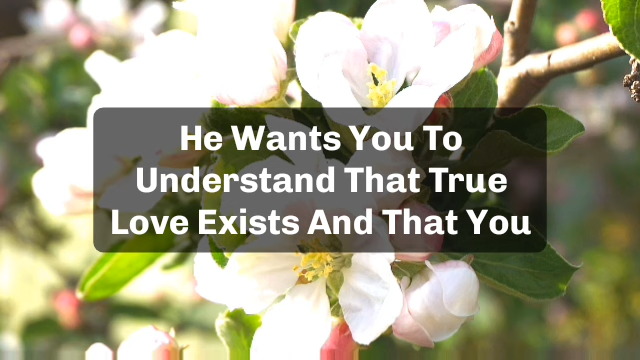 He Wants You To
Understand That True
Love Exists And That You